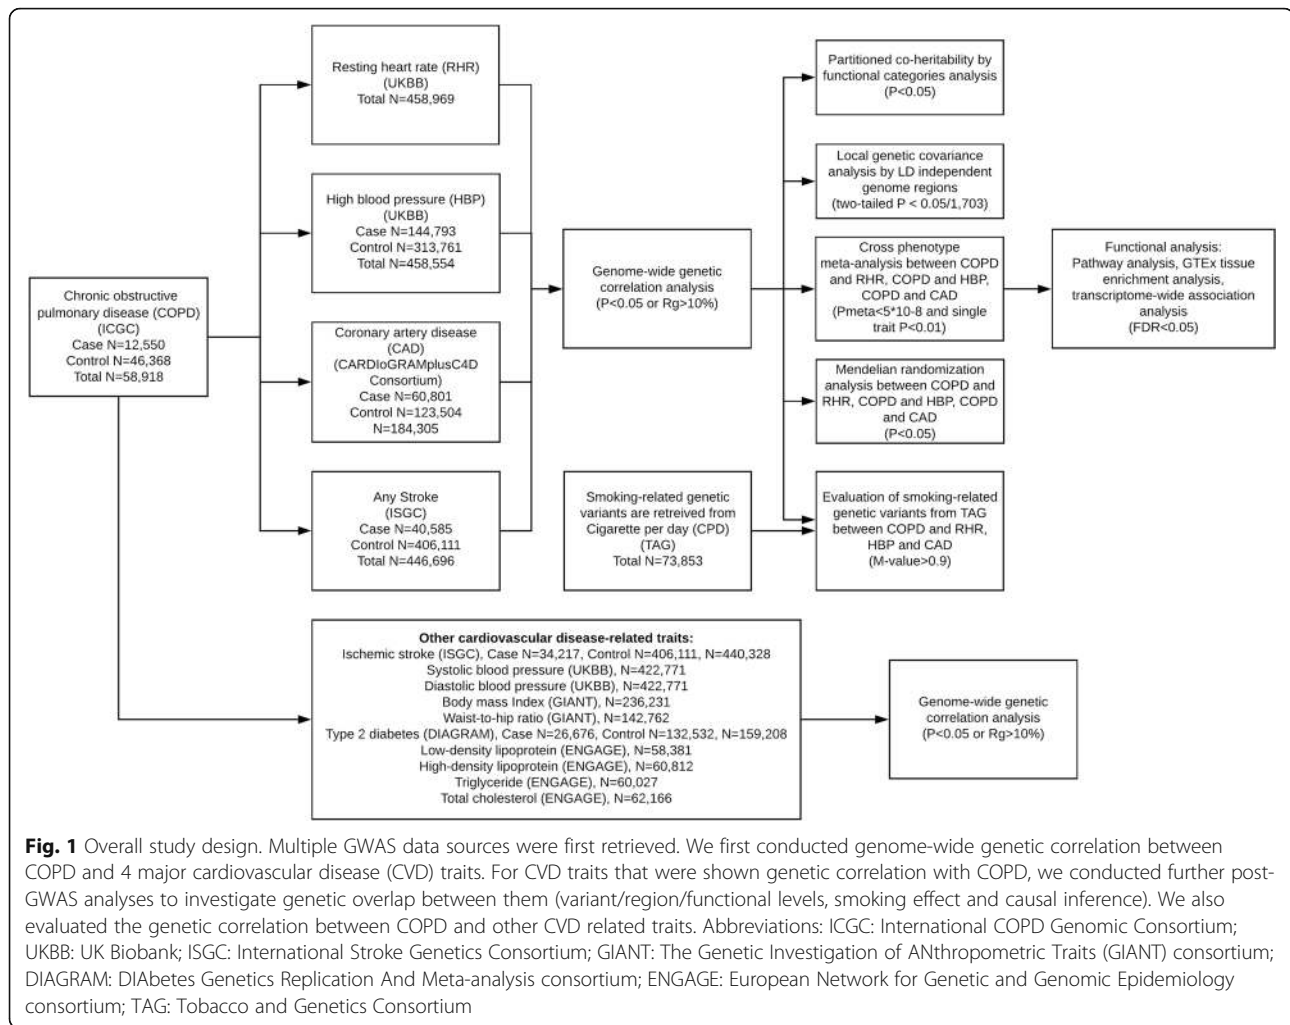 Resting heart rate (RHR)
(UKBB)
Total N=458,969
Partitioned co-heritability by
functional categories analysis
(P<0.05)
Local genetic covariance
analysis by LD independent
genome regions
(two-tailed P < 0.05/1,703)
High blood pressure (HBP)
(UKBB)
Case N=144,793
Control N=313,761
Total N=458,554
Genome-wide genetic
correlation analysis
(P<0.05 or Rg>10%)
Cross phenotype
meta-analysis between COPD
and RHR, COPD and HBP,
COPD and CAD
(Pmeta<5*10-8 and single
trait P<0.01)
Functional analysis:
Pathway analysis, GTEx tissue
enrichment analysis,
transcriptome-wide association
analysis
(FDR<0.05)
Chronic obstructive
pulmonary disease (COPD)
(ICGC)
Case N=12,550
Control N=46,368
Total N=58,918
Coronary artery disease
(CAD)
(CARDIoGRAMplusC4D
Consortium)
Case N=60,801
Control N=123,504
N=184,305
Mendelian randomization
analysis between COPD and
RHR, COPD and HBP, COPD
and CAD
(P<0.05)
Any Stroke
(ISGC)
Case N=40,585
Control N=406,111
Total N=446,696
Smoking-related genetic
variants are retreived from
Cigarette per day (CPD)
(TAG)
Total N=73,853
Evaluation of smoking-related
genetic variants from TAG
between COPD and RHR,
HBP and CAD
(M-value>0.9)
Other cardiovascular disease-related traits:
Ischemic stroke (ISGC), Case N=34,217, Control N=406,111, N=440,328
Systolic blood pressure (UKBB), N=422,771
Diastolic blood pressure (UKBB), N=422,771
Body mass Index (GIANT), N=236,231
Waist-to-hip ratio (GIANT), N=142,762
Type 2 diabetes (DIAGRAM), Case N=26,676, Control N=132,532, N=159,208
Low-density lipoprotein (ENGAGE), N=58,381
High-density lipoprotein (ENGAGE), N=60,812
Triglyceride (ENGAGE), N=60,027
Total cholesterol (ENGAGE), N=62,166
Genome-wide genetic
correlation analysis
(P<0.05 or Rg>10%)
Fig. 1 Overall study design. Multiple GWAS data sources were first retrieved. We first conducted genome-wide genetic correlation between
COPD and 4 major cardiovascular disease (CVD) traits. For CVD traits that were shown genetic correlation with COPD, we conducted further post-
GWAS analyses to investigate genetic overlap between them (variant/region/functional levels, smoking effect and causal inference). We also
evaluated the genetic correlation between COPD and other CVD related traits. Abbreviations: ICGC: International COPD Genomic Consortium;
UKBB: UK Biobank; ISGC: International Stroke Genetics Consortium; GIANT: The Genetic Investigation of ANthropometric Traits (GIANT) consortium;
DIAGRAM: DIAbetes Genetics Replication And Meta-analysis consortium; ENGAGE: European Network for Genetic and Genomic Epidemiology
consortium; TAG: Tobacco and Genetics Consortium